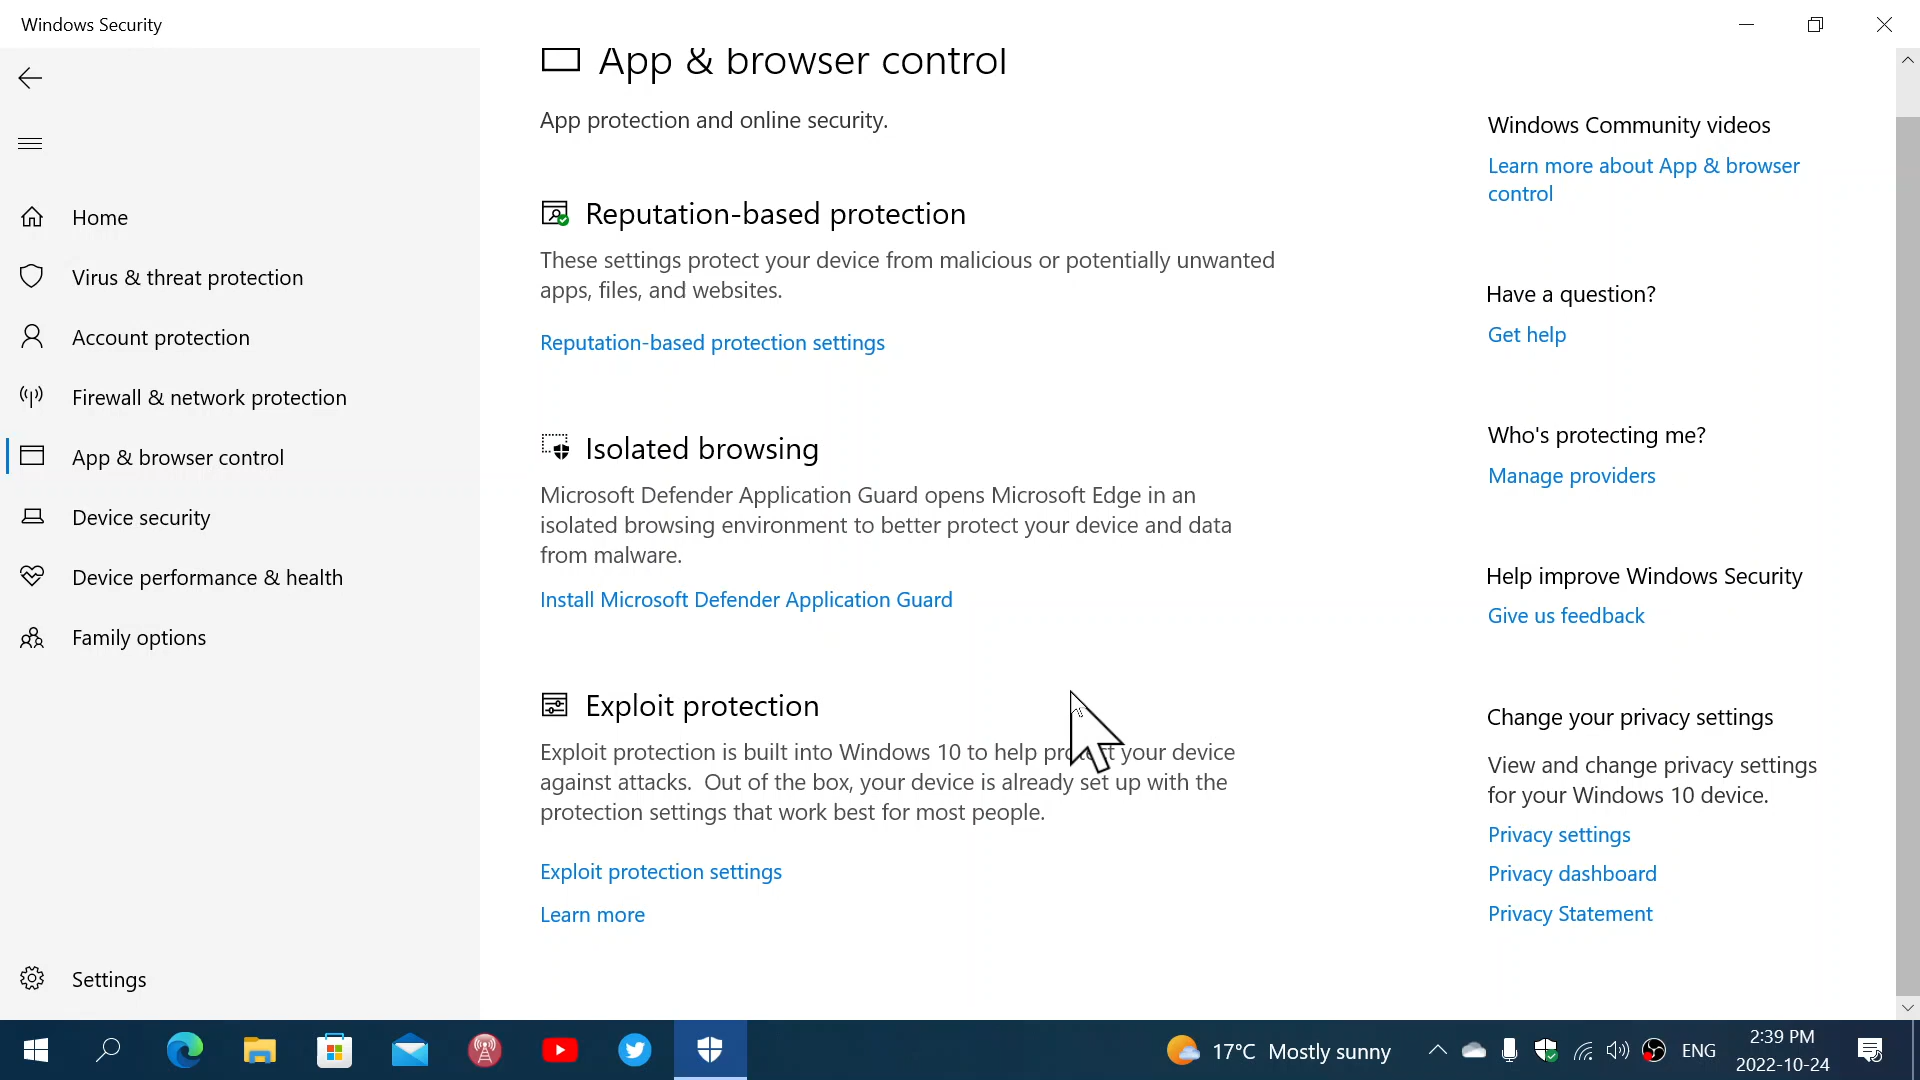 Windows Security
App & browser control
App protection and online security.
Reputation-based protection
These settings protect your device from malicious or potentially unwanted
apps, files, and websites.
Reputation-based protection settings
Isolated browsing
Microsoft Defender Application Guard opens Microsoft Edge in an
isolated browsing environment to better protect your device and data
from malware.
Install Microsoft Defender Application Guard
Exploit protection
Exploit protection is built into Windows 10 to help protect your device
against attacks.  Out of the box, your device is already set up with the
protection settings that work best for most people.
Exploit protection settings
Learn more
Home
Virus & threat protection
Account protection
Firewall & network protection
App & browser control
Device security
Device performance & health
Family options
Settings
Windows Community videos
Learn more about App & browser
control
Have a question?
Get help
Who's protecting me?
Manage providers
Help improve Windows Security
Give us feedback
Change your privacy settings
View and change privacy settings
for your Windows 10 device.
Privacy settings
Privacy dashboard
Privacy Statement
17°C Mostly sunny
ENG
2:39 PM
2022-10-24